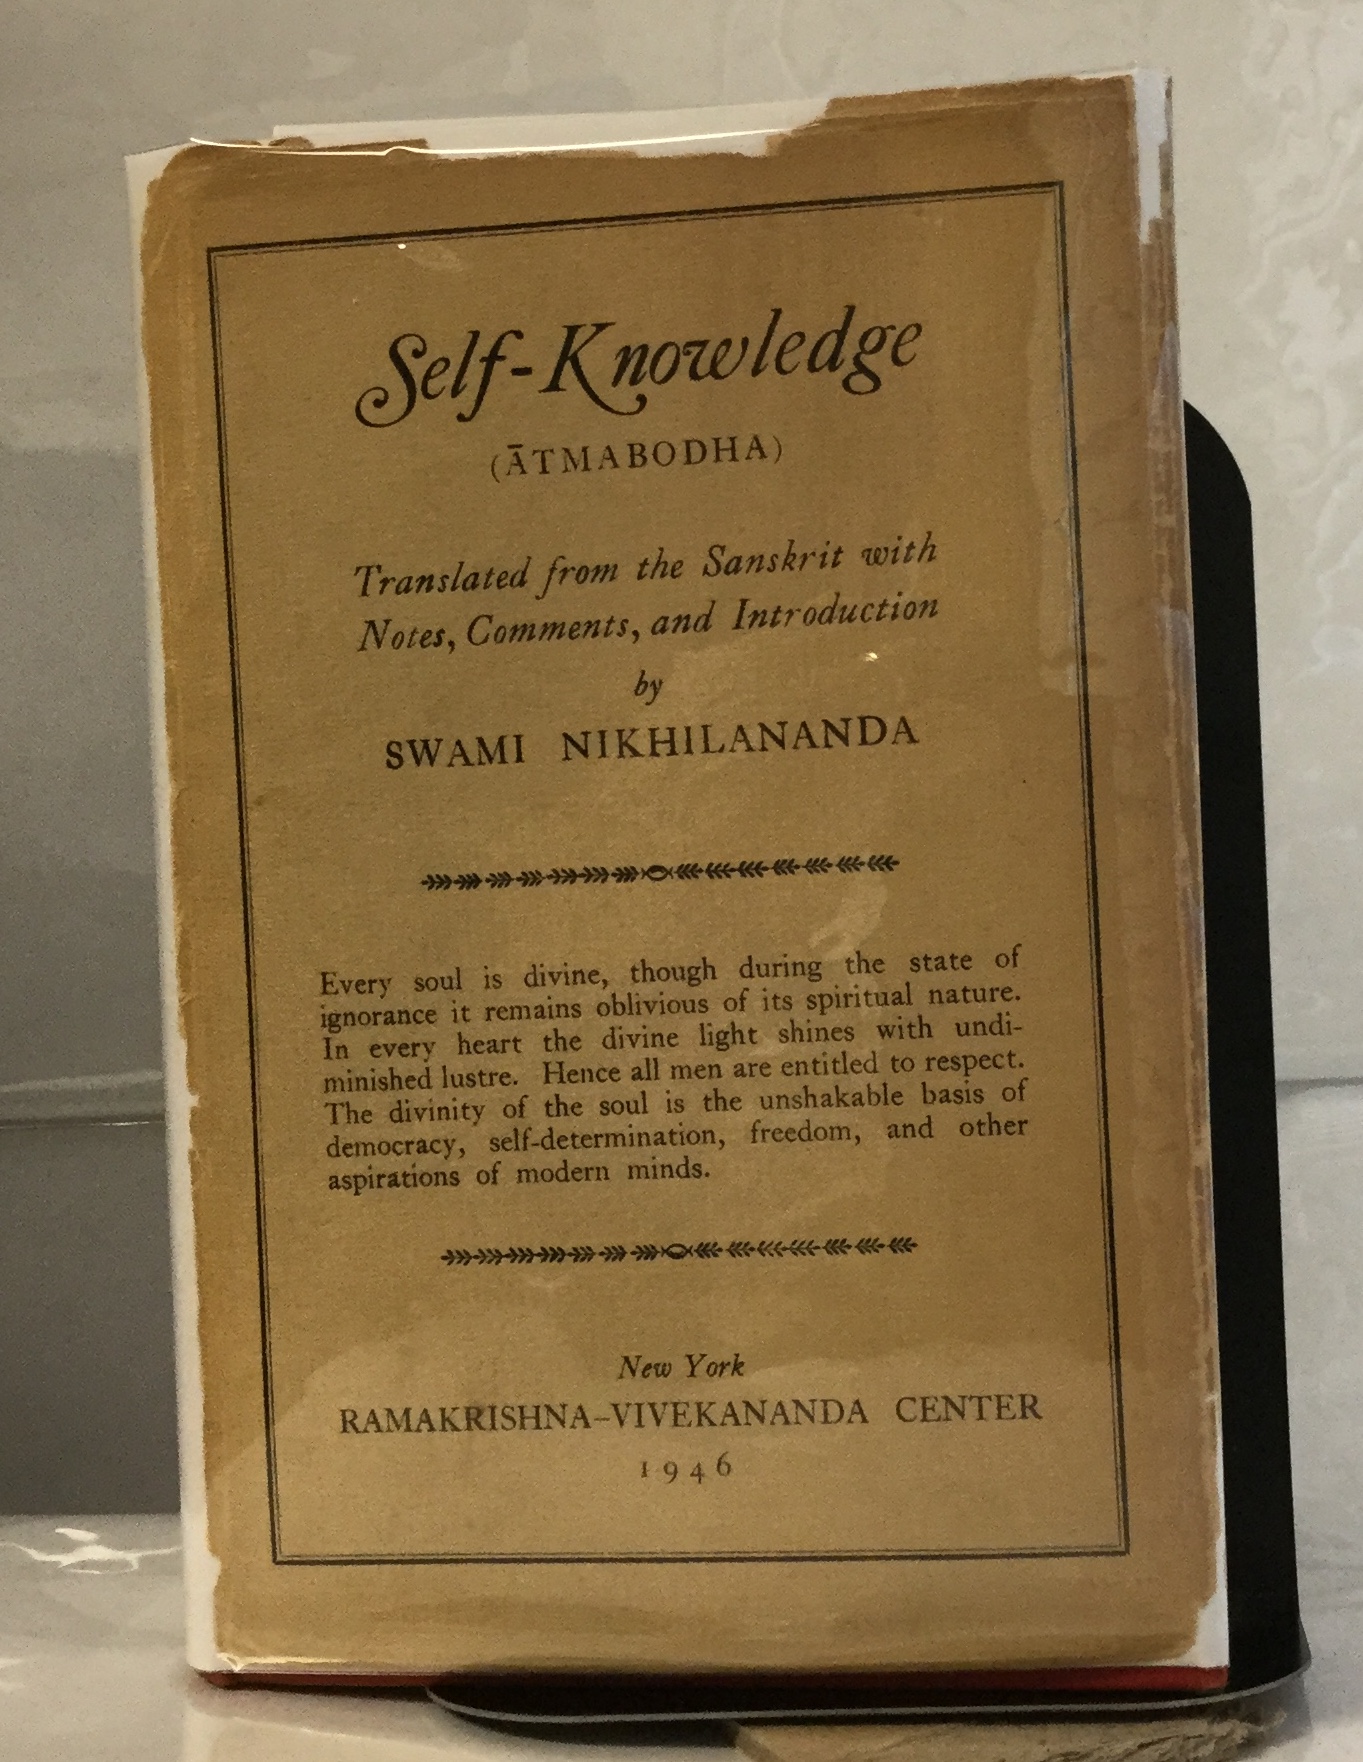 Self-Knowledge
(ĀTMABODHA)
Translated from the Sanskrit with
Notes, Comments, and Introduction
by
SWAMI NIKHILANANDA
Every soul is divine, though during the state of
ignorance it remains oblivious of its spiritual nature.
In every heart the divine light shines with undi-
minished lustre. Hence all men are entitled to respect.
The divinity of the soul is the unshakable basis of
democracy, self-determination, freedom, and other
aspirations of modern minds.
New York
RAMAKRISHNA-VIVEKANANDA CENTER
1946